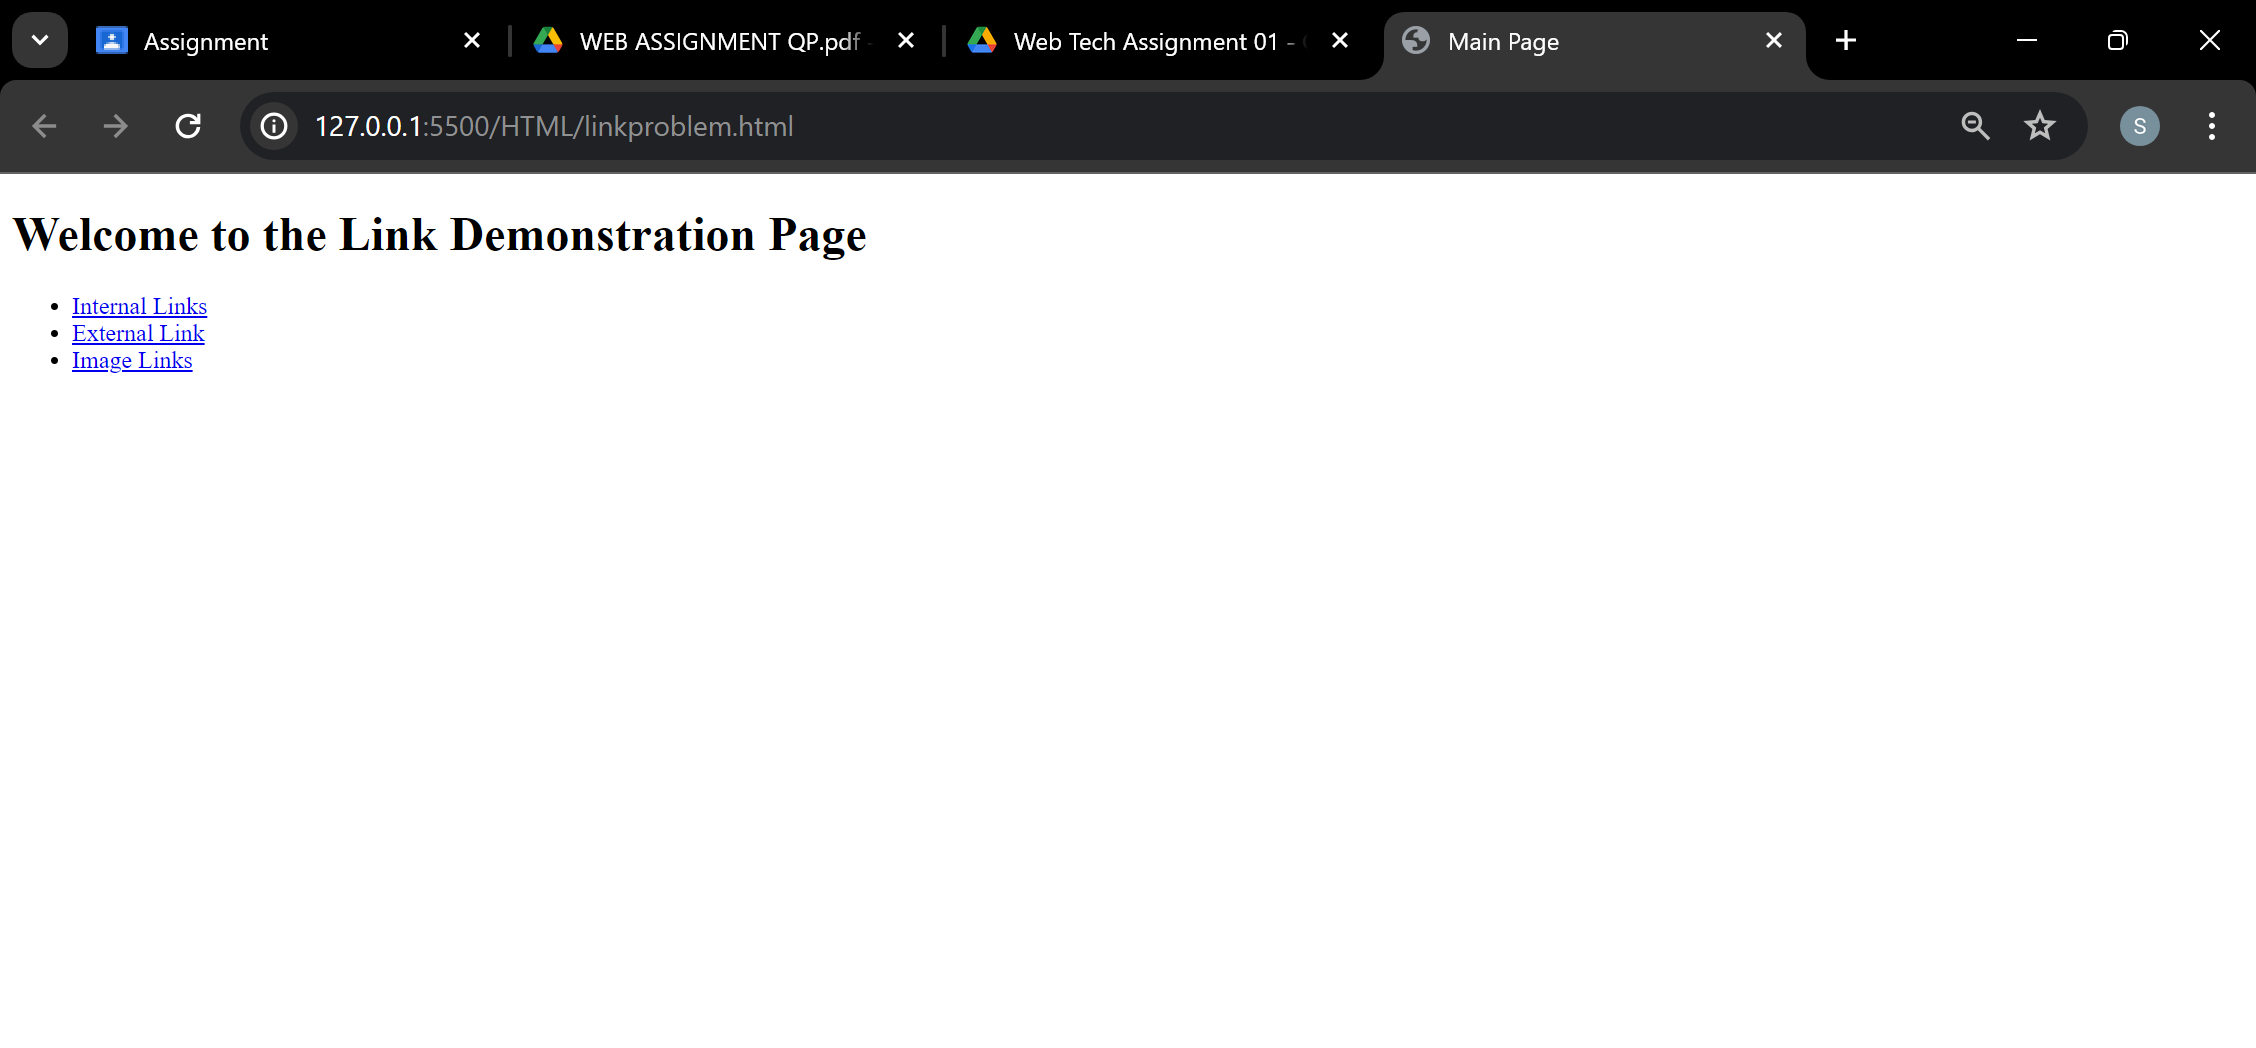 Assignment
WEB ASSIGNMENT QP.pdf -
Web Tech Assignment 01 -
Main Page
127.0.0.1:5500/HTML/linkproblem.html
S
Welcome to the Link Demonstration Page
Internal Links
External Link
Image Links